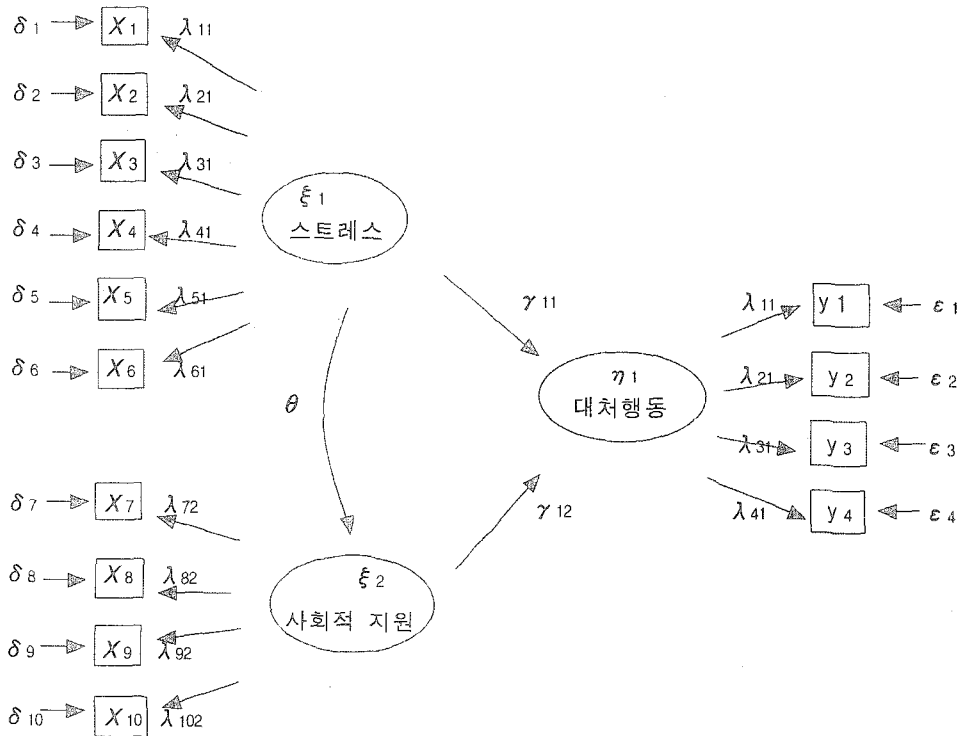 δ1 X1 λ11
δ2 X2 λ21
δ3 X3 λ31
δ4 X4 λ41
δ5 X5 λ51
δ6 X6 λ61
ξ1
스트레스
γ11
θ
η1
대처행동
λ11 y1 ε1
λ21 y2 ε2
λ31 y3 ε3
λ41 y4 ε4
γ12
δ7 X7 λ72
δ8 X8 λ82
δ9 X9 λ92
δ10 X10 λ102
ξ2
사회적 지원